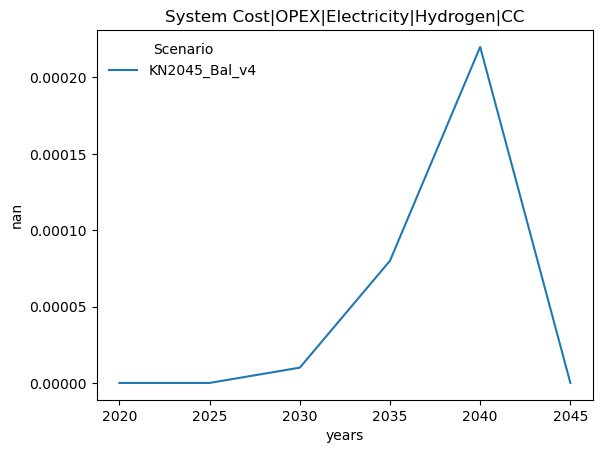 System Cost|OPEX|Electricity|Hydrogen|CC
Scenario
KN2045_Bal_v4
0.00020
0.00015
0.00010
0.00005
0.00000
nan
2020 2025 2030 2035 2040 2045
years